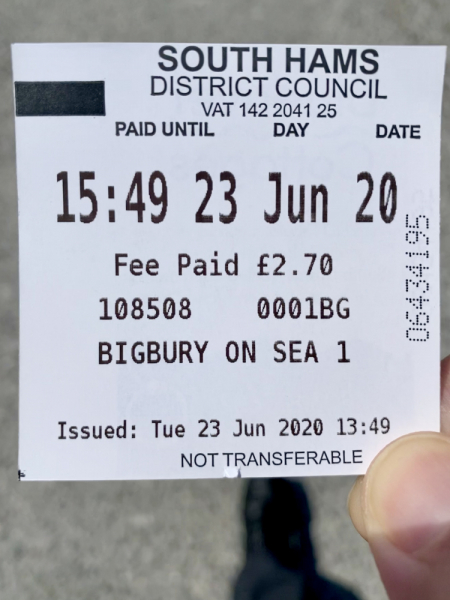 SOUTH HAMS
DISTRICT COUNCIL
VAT 142 2041 25
PAID UNTIL DAY DATE
15:49 23 Jun 20
Fee Paid £2.70
108508 0001BG
BIGBURY ON SEA 1
06434195
Issued: Tue 23 Jun 2020 13:49
NOT TRANSFERABLE